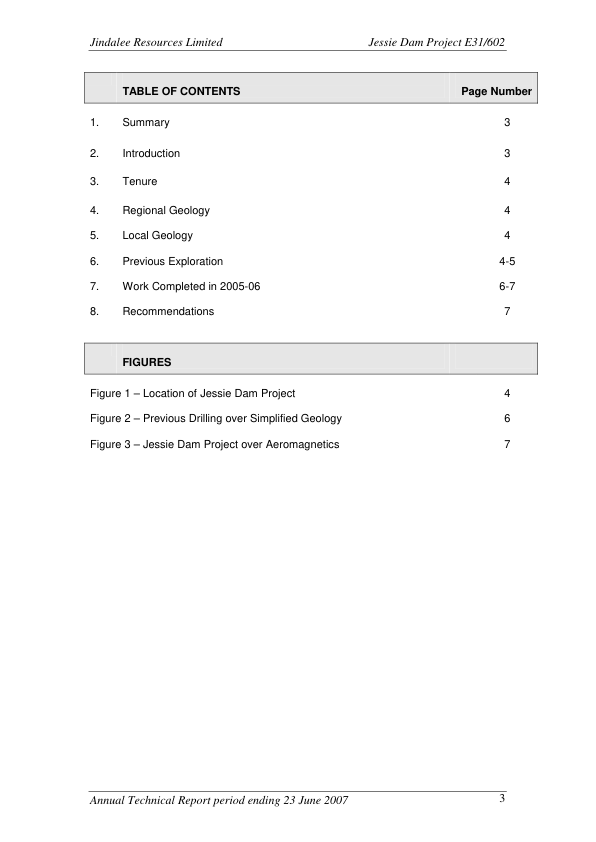 Jindalee Resources Limited Jessie Dam Project E31/602
TABLE OF CONTENTS Page Number
1. Summary 3
2. Introduction 3
3. Tenure 4
4. Regional Geology 4
5. Local Geology 4
6. Previous Exploration 4-5
7. Work Completed in 2005-06 6-7
8. Recommendations 7
FIGURES
Figure 1 – Location of Jessie Dam Project 4
Figure 2 – Previous Drilling over Simplified Geology 6
Figure 3 – Jessie Dam Project over Aeromagnetics 7
Annual Technical Report period ending 23 June 2007 3